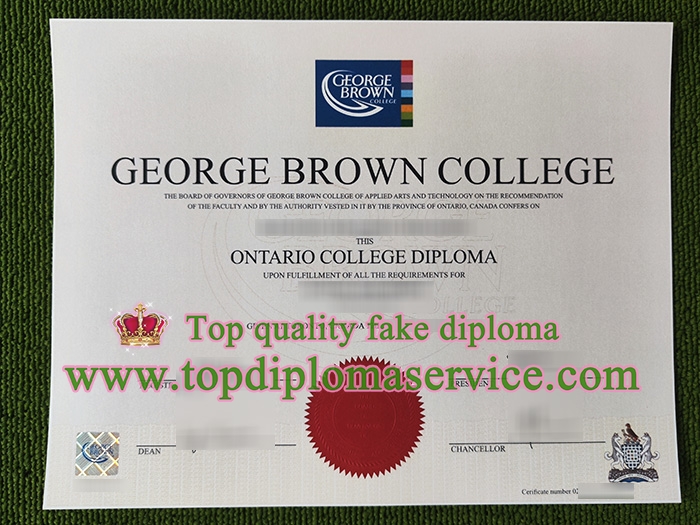 GEORGE
BROWN
COLLEGE
GEORGE BROWN COLLEGE
THE BOARD OF GOVERNORS OF GEORGE BROWN COLLEGE OF APPLIED ARTS AND TECHNOLOGY ON THE RECOMMENDATION
OF THE FACULTY AND BY THE AUTHORITY VESTED IN IT BY THE PROVINCE OF ONTARIO, CANADA CONFERS ON
THIS
ONTARIO COLLEGE DIPLOMA
UPON FULFILLMENT OF ALL THE REQUIREMENTS FOR
COLLEGE
Top quality fake diploma
www.topdiplomaservice.com
DEAN
CHANCELLOR
Cerificate number 02